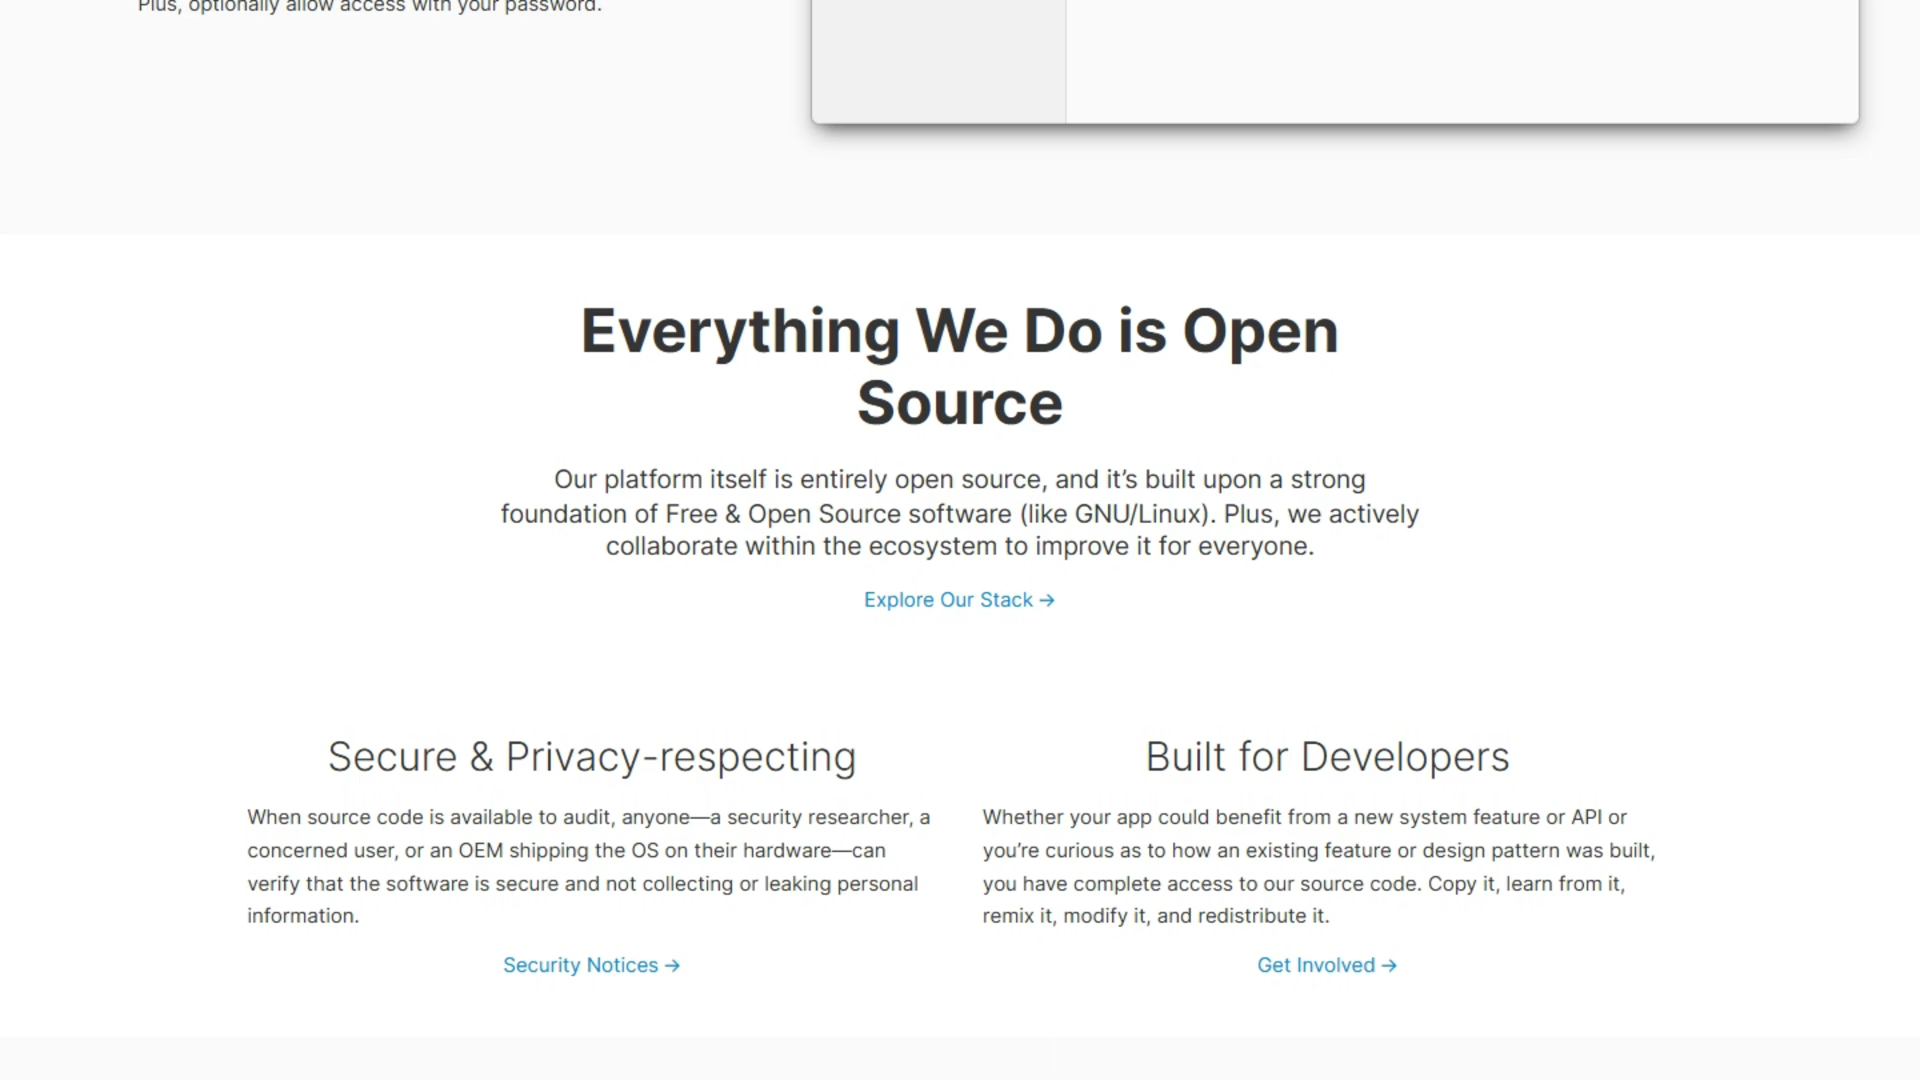 Plus, optionally allow access with your password.
Everything We Do is Open
Source
Our platform itself is entirely open source, and it’s built upon a strong
foundation of Free & Open Source software (like GNU/Linux). Plus, we actively
collaborate within the ecosystem to improve it for everyone.
Explore Our Stack →
Secure & Privacy-respecting
When source code is available to audit, anyone—a security researcher, a
concerned user, or an OEM shipping the OS on their hardware—can
verify that the software is secure and not collecting or leaking personal
information.
Security Notices →
Built for Developers
Whether your app could benefit from a new system feature or API or
you’re curious as to how an existing feature or design pattern was built,
you have complete access to our source code. Copy it, learn from it,
remix it, modify it, and redistribute it.
Get Involved →